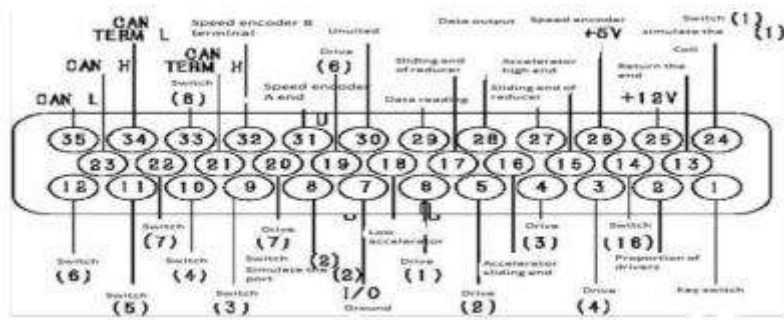 CAN
TERM L
Speed encoder B
terminal
Data output
Speed encoder
+5V
Switch (1)
simulate the (1)
CAN H
CAN
TERM H
Drive
(6)
Sliding end
of reducer
Accelerator
high end
Coil
Return the
end
CAN L
Switch
(8)
Speed encoder
A end
Data reading
Sliding end of
reducer
+12V
35 34 33 32 31 30 29 28 27 26 25 24
23 22 21 20 19 18 17 16 15 14 13
12 11 10 9 8 7 6 5 4 3 2 1
Switch
(6)
Switch
(5)
Switch
(7)
Switch
(4)
Switch
(3)
Drive
(7)
Switch (2)
Simulate the (2)
port
I/O
Ground
Low
accelerator
Drive
(1)
Drive
(2)
Accelerator
sliding end
Drive
(3)
Drive
(4)
Switch
(16)
Proportion of
drivers
Key switch